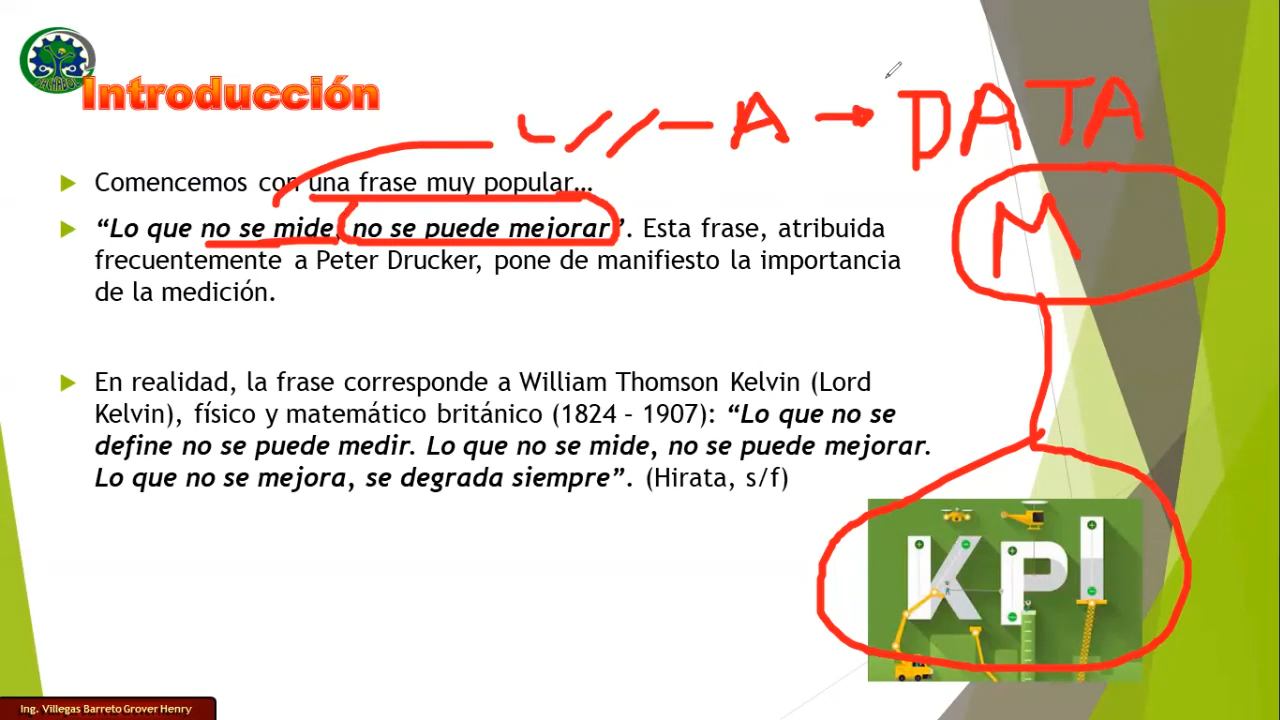 Introducción
A → DATA
Comencemos con una frase muy popular…
M
“Lo que no se mide, no se puede mejorar”. Esta frase, atribuida
frecuentemente a Peter Drucker, pone de manifiesto la importancia
de la medición.
En realidad, la frase corresponde a William Thomson Kelvin (Lord
Kelvin), físico y matemático británico (1824 – 1907): “Lo que no se
define no se puede medir. Lo que no se mide, no se puede mejorar.
Lo que no se mejora, se degrada siempre”. (Hirata, s/f)
KPI
Ing. Villegas Barreto Grover Henry